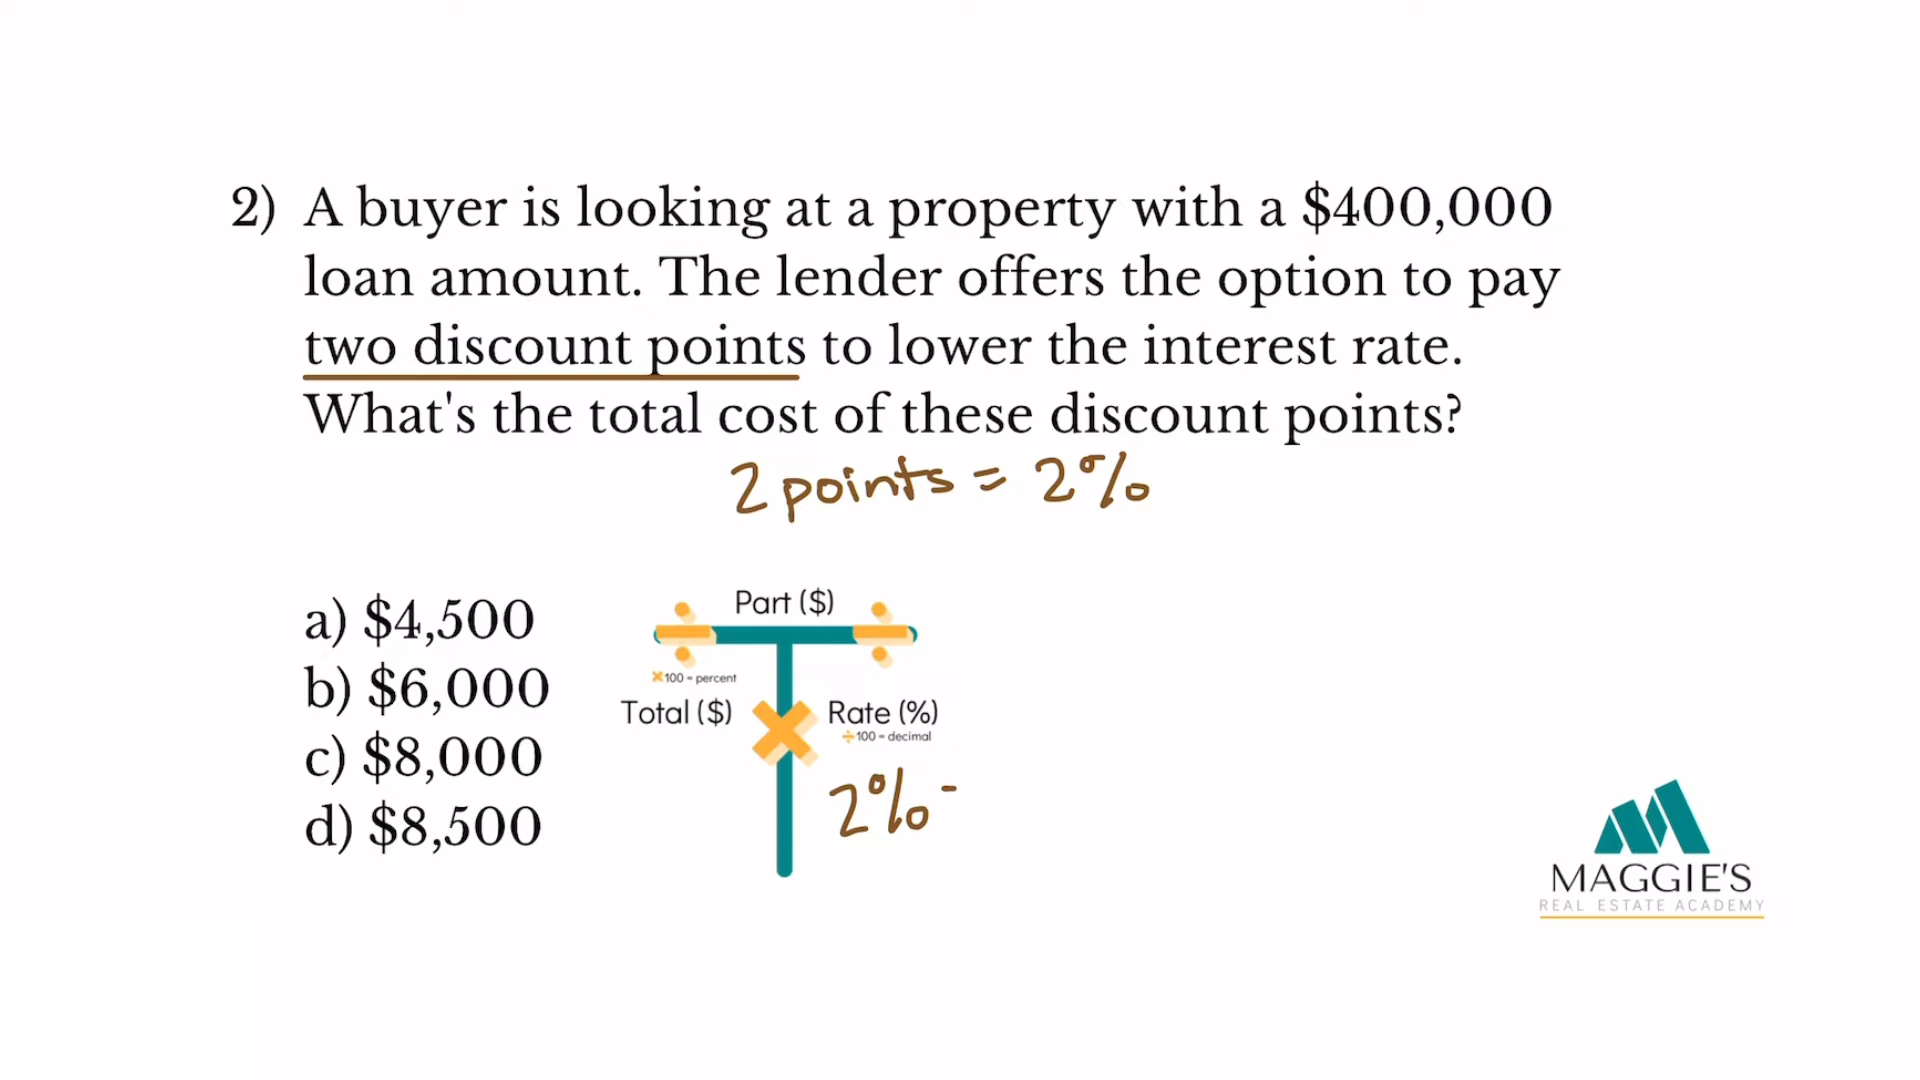 2) A buyer is looking at a property with a $400,000
loan amount. The lender offers the option to pay
two discount points to lower the interest rate.
What's the total cost of these discount points?
2 points = 2%
a) $4,500
b) $6,000
c) $8,000
d) $8,500
Part ($)
×100 = percent
Total ($)
Rate (%)
÷100 = decimal
2% -
MAGGIE'S
REAL ESTATE ACADEMY